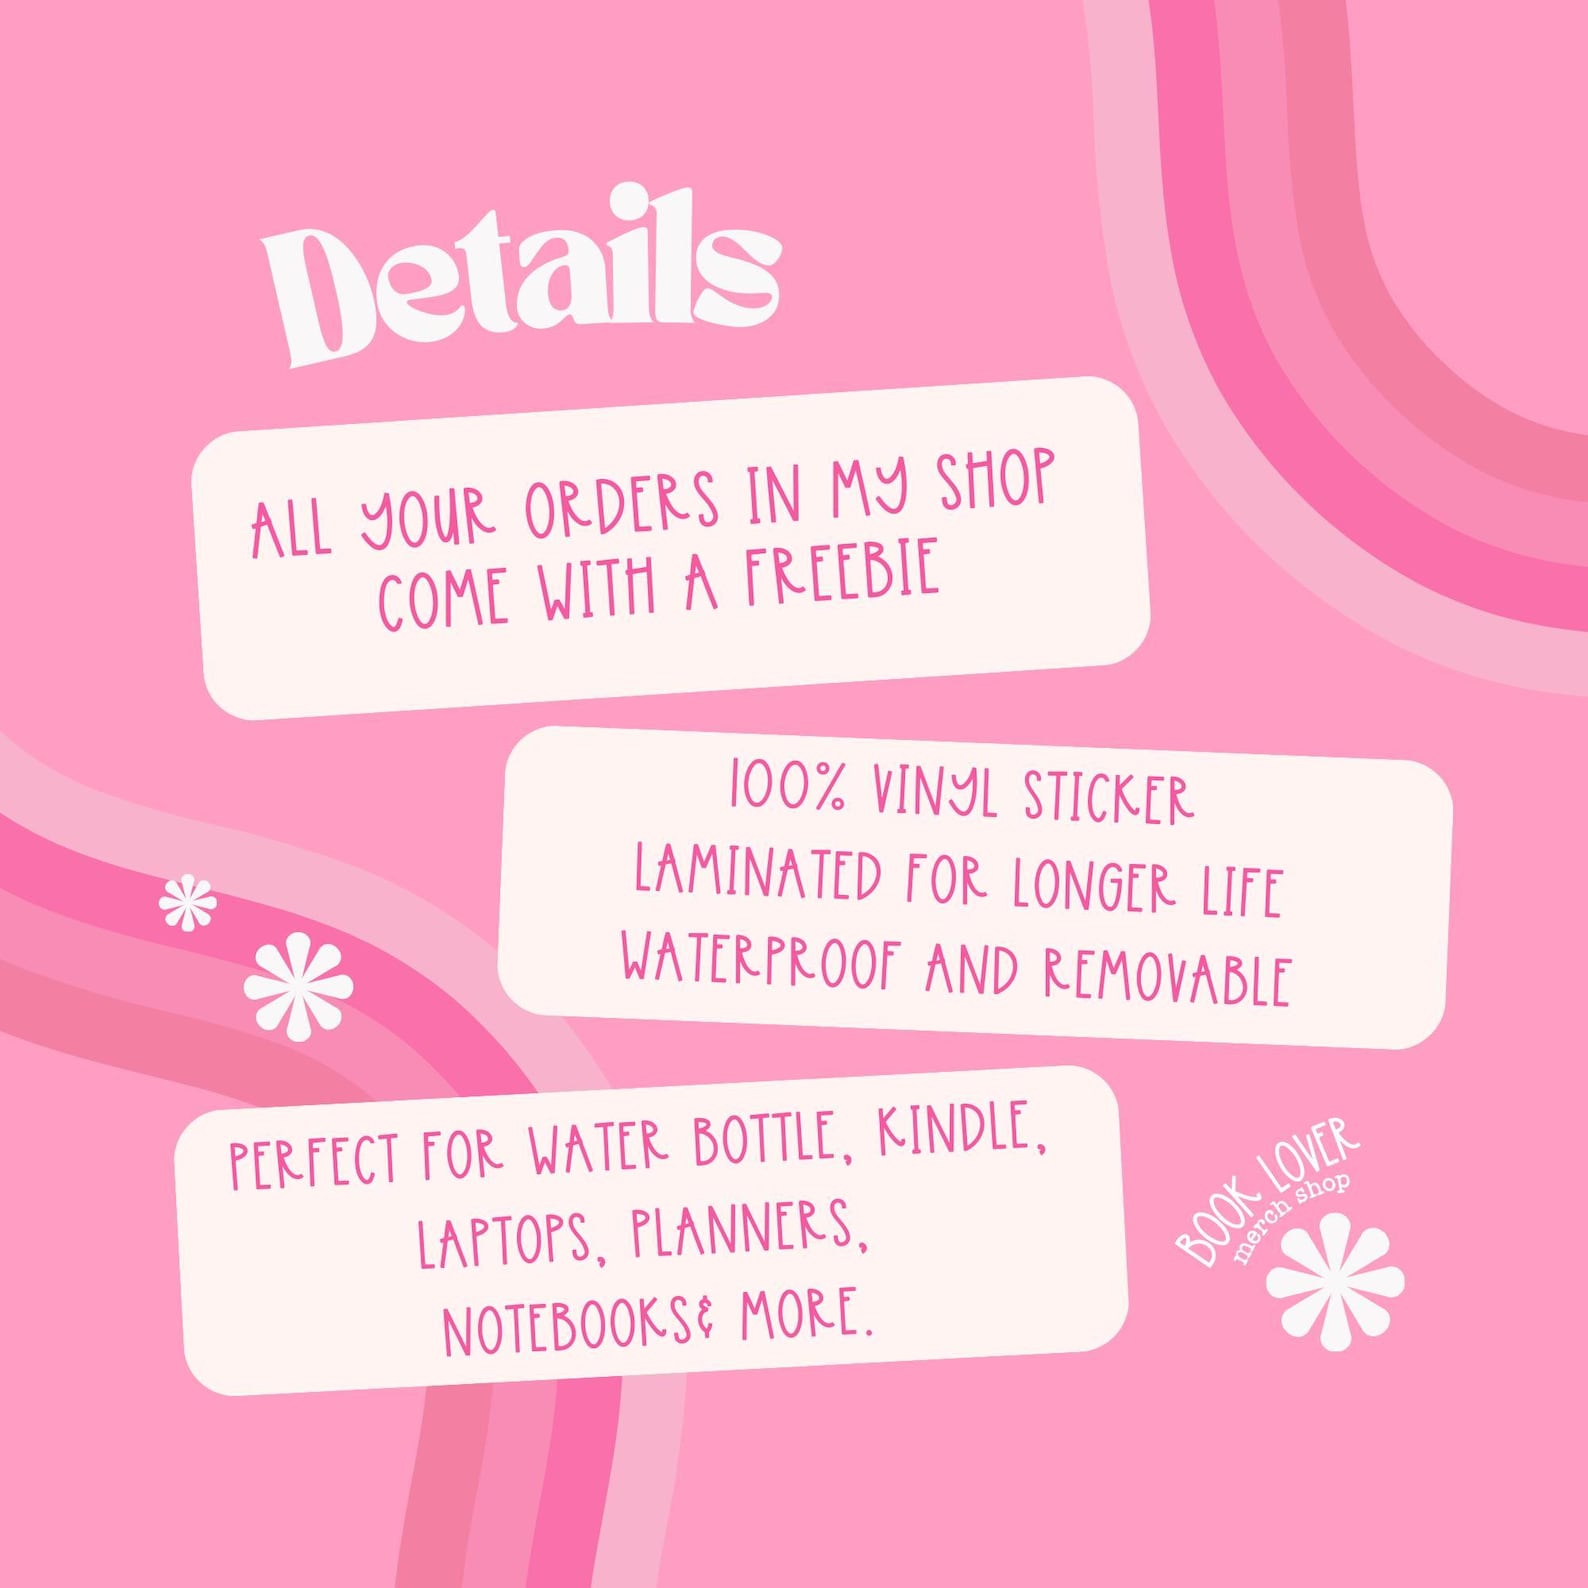 Details
ALL YOUR ORDERS IN MY SHOP
COME WITH A FREEBIE
100% VINYL STICKER
LAMINATED FOR LONGER LIFE
WATERPROOF AND REMOVABLE
PERFECT FOR WATER BOTTLE, KINDLE,
LAPTOPS, PLANNERS,
NOTEBOOKS& MORE.
BOOK LOVER
merch shop